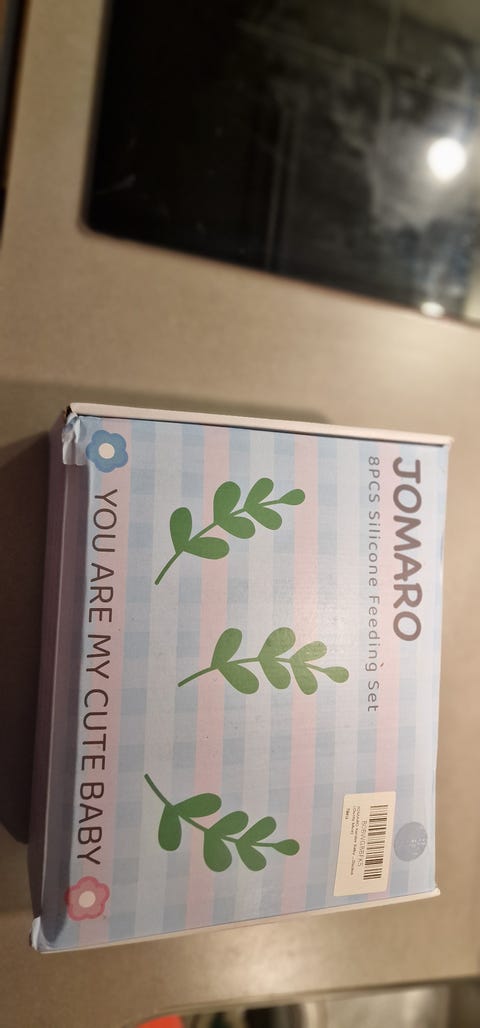 JOMARO
8PCS Silicone Feeding Set
YOU ARE MY CUTE BABY